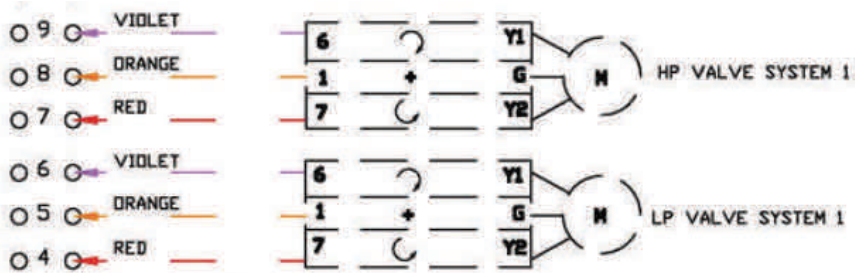 9 VIOLET 6 Y1
8 ORANGE 1 + G M HP VALVE SYSTEM 1
7 RED 7 Y2
6 VIOLET 6 Y1
5 ORANGE 1 + G M LP VALVE SYSTEM 1
4 RED 7 Y2